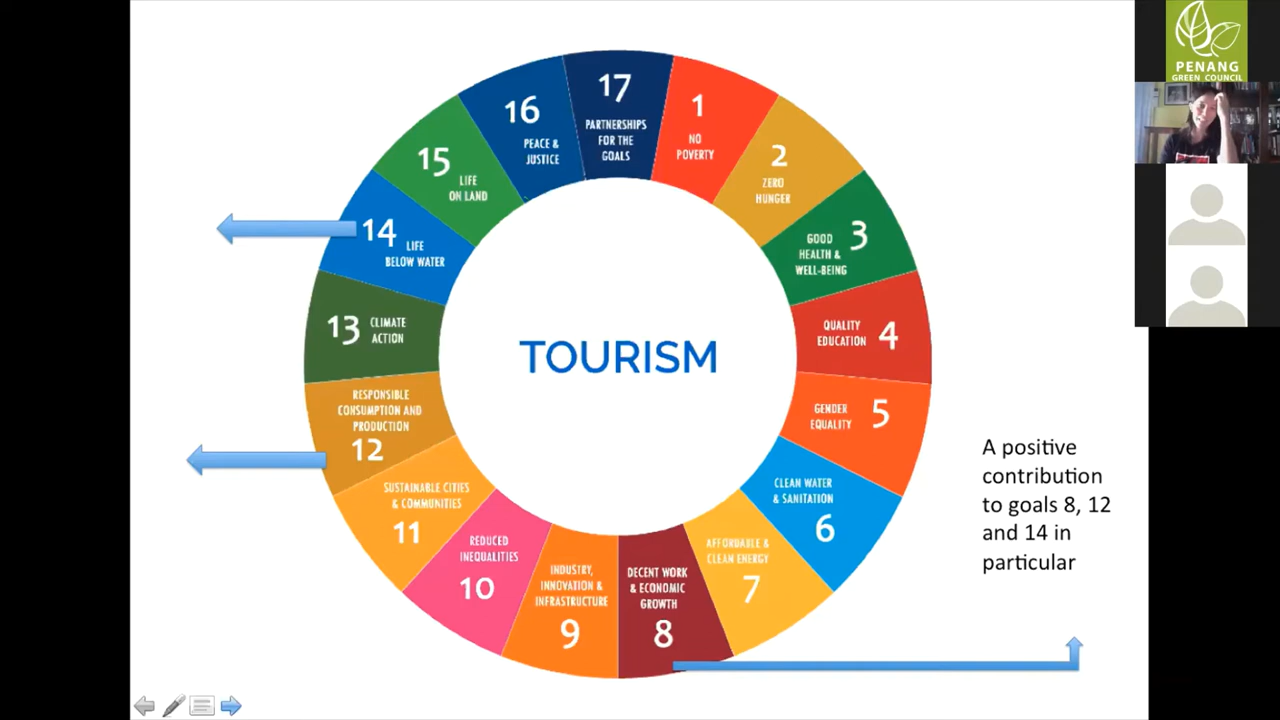 PENANG
GREEN COUNCIL
17
PARTNERSHIPS
FOR THE
GOALS
1
NO
POVERTY
2
ZERO
HUNGER
3
GOOD
HEALTH &
WELL-BEING
QUALITY
EDUCATION
4
GENDER
EQUALITY
5
CLEAN WATER
& SANITATION
6
AFFORDABLE &
CLEAN ENERGY
7
DECENT WORK
& ECONOMIC
GROWTH
8
INDUSTRY,
INNOVATION &
INFRASTRUCTURE
9
REDUCED
INEQUALITIES
10
SUSTAINABLE CITIES
& COMMUNITIES
11
RESPONSIBLE
CONSUMPTION AND
PRODUCTION
12
13
CLIMATE
ACTION
14
LIFE
BELOW WATER
15
LIFE
ON LAND
16
PEACE &
JUSTICE
TOURISM
A positive
contribution
to goals 8, 12
and 14 in
particular